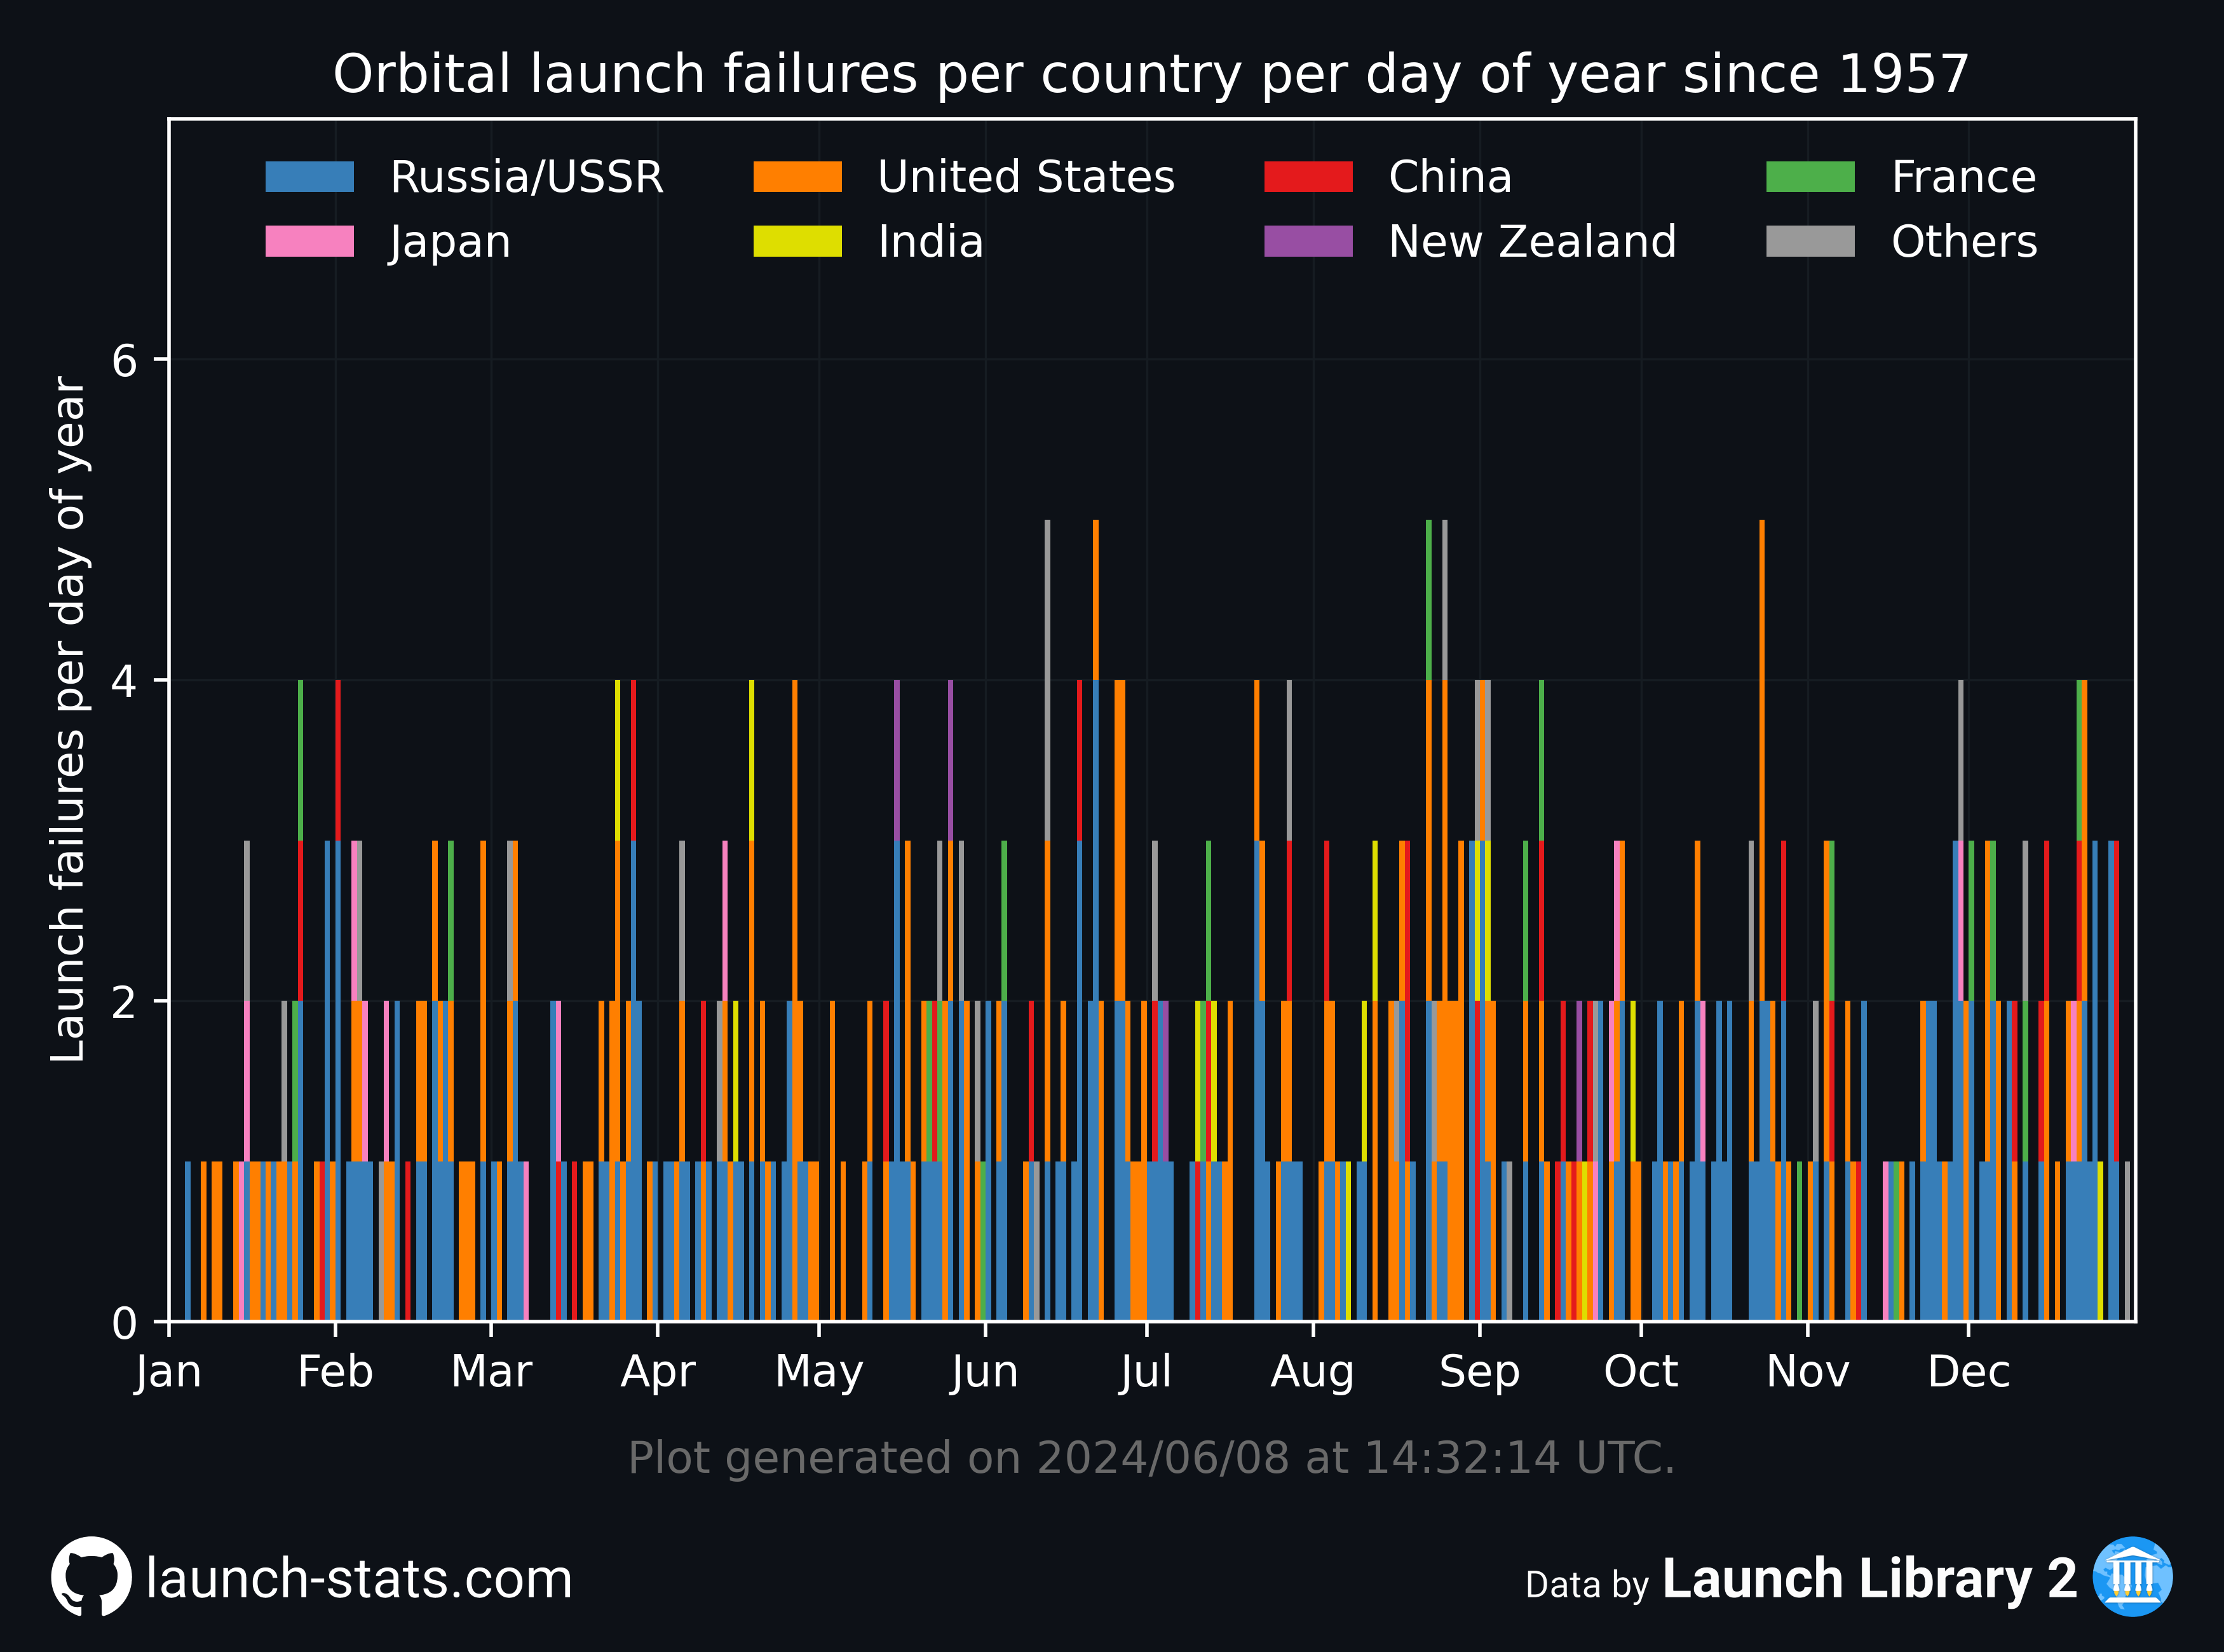 Orbital launch failures per country per day of year since 1957
Russia/USSR United States China France
Japan India New Zealand Others
Launch failures per day of year
6
4
2
0
Jan Feb Mar Apr May Jun Jul Aug Sep Oct Nov Dec
Plot generated on 2024/06/08 at 14:32:14 UTC.
launch-stats.com
Data by Launch Library 2